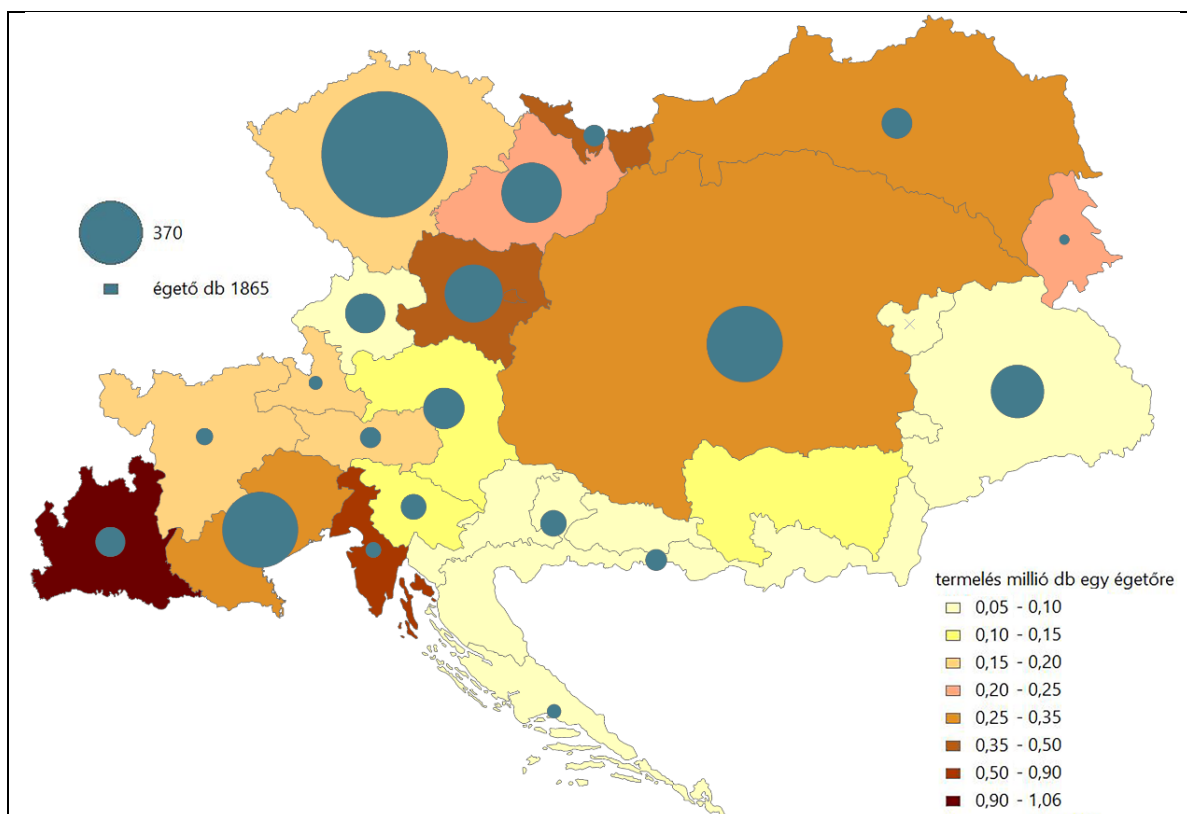 370
égető db 1865
termelés millió db egy égetőre
0,05 - 0,10
0,10 - 0,15
0,15 - 0,20
0,20 - 0,25
0,25 - 0,35
0,35 - 0,50
0,50 - 0,90
0,90 - 1,06